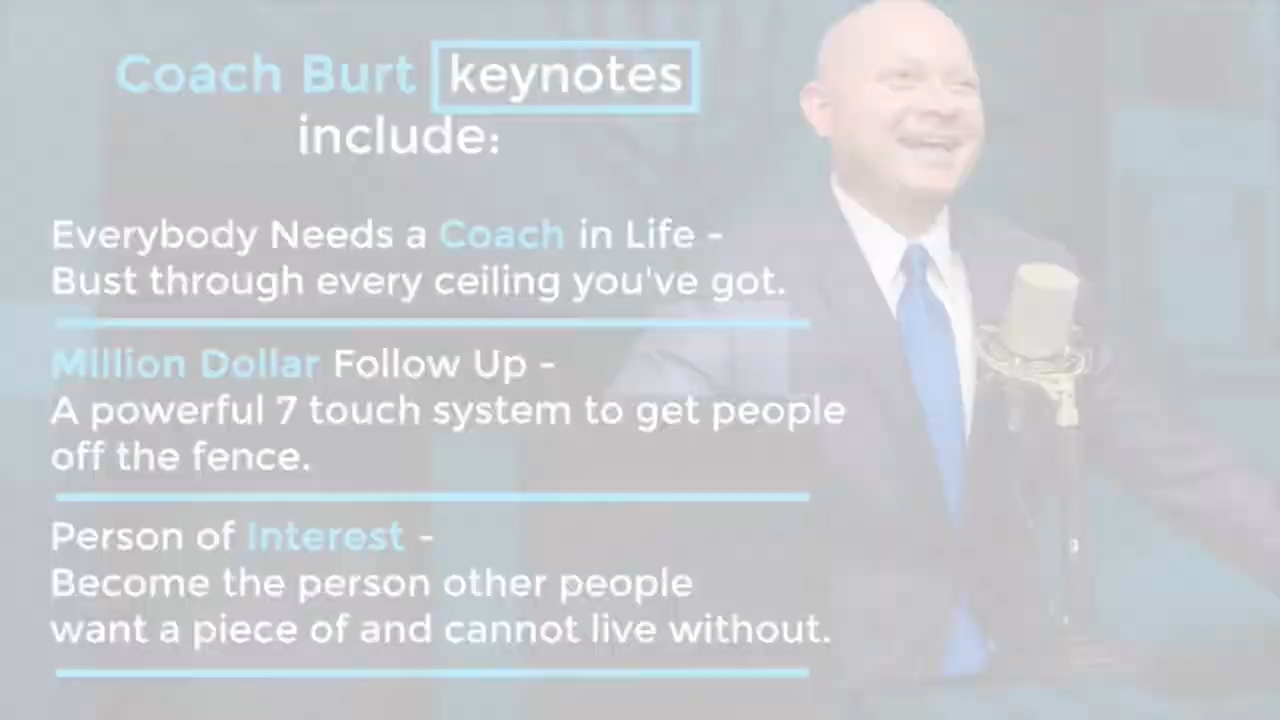 Coach Burt keynotes
include:
Everybody Needs a Coach in Life -
Bust through every ceiling you've got.
Million Dollar Follow Up -
A powerful 7 touch system to get people
off the fence.
Person of Interest -
Become the person other people
want a piece of and cannot live without.